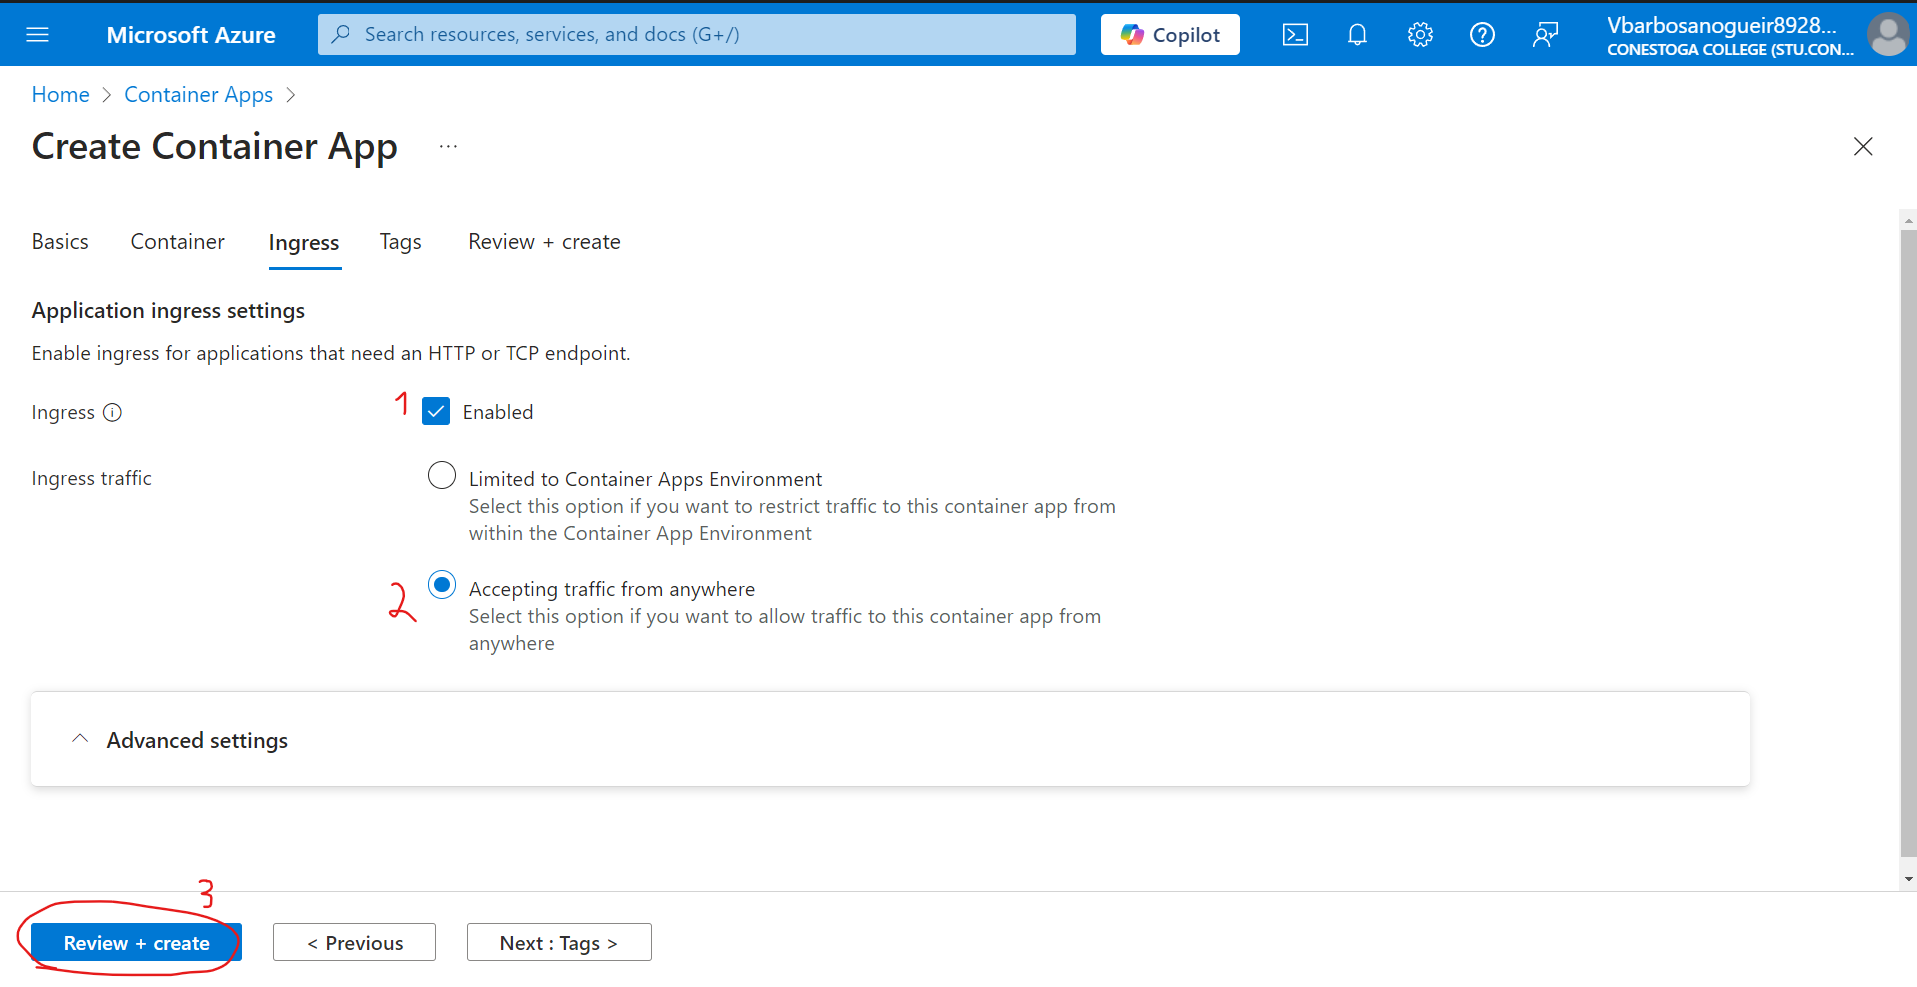 Microsoft Azure
Search resources, services, and docs (G+/)
Copilot
Vbarbosanogueir8928...
CONESTOGA COLLEGE (STU.CON...
Home > Container Apps >
Create Container App ...
Basics Container Ingress Tags Review + create
Application ingress settings
Enable ingress for applications that need an HTTP or TCP endpoint.
Ingress
1 Enabled
Ingress traffic
Limited to Container Apps Environment
Select this option if you want to restrict traffic to this container app from
within the Container App Environment
2 Accepting traffic from anywhere
Select this option if you want to allow traffic to this container app from
anywhere
Advanced settings
3
Review + create < Previous Next : Tags >